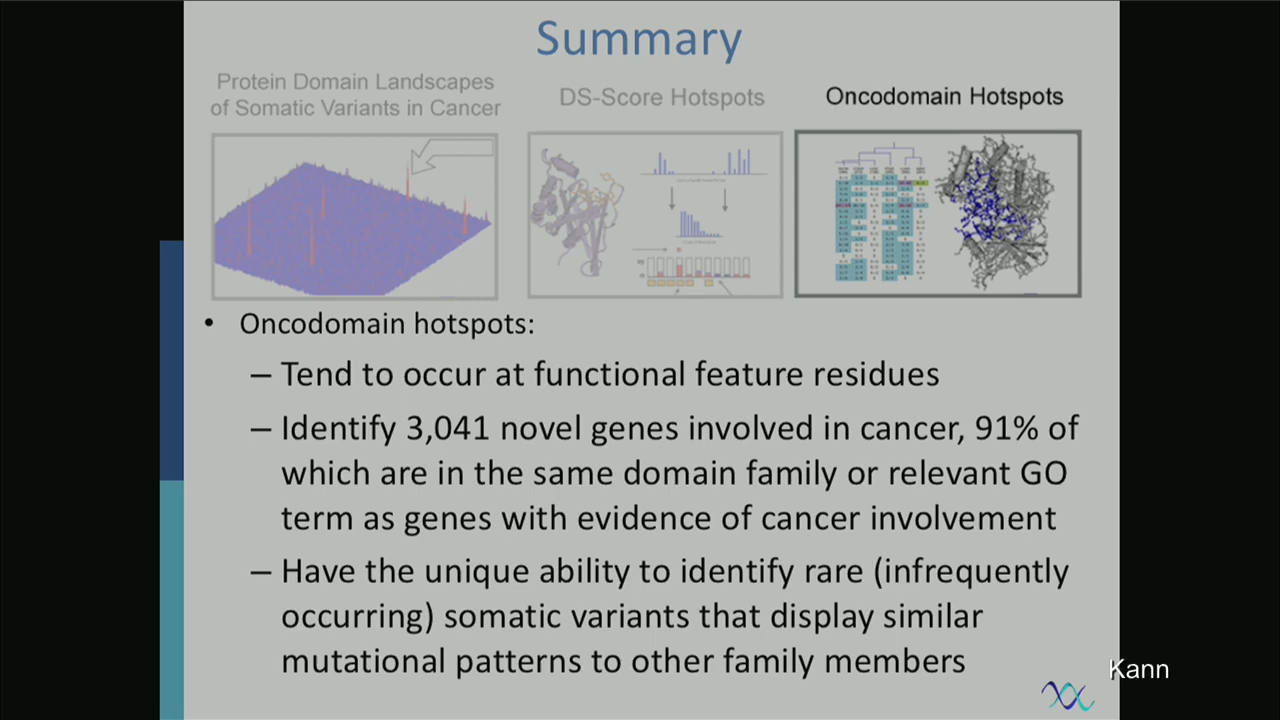 Summary
Protein Domain Landscapes
of Somatic Variants in Cancer
DS-Score Hotspots
Oncodomain Hotspots
• Oncodomain hotspots:
– Tend to occur at functional feature residues
– Identify 3,041 novel genes involved in cancer, 91% of
which are in the same domain family or relevant GO
term as genes with evidence of cancer involvement
– Have the unique ability to identify rare (infrequently
occurring) somatic variants that display similar
mutational patterns to other family members
Kann